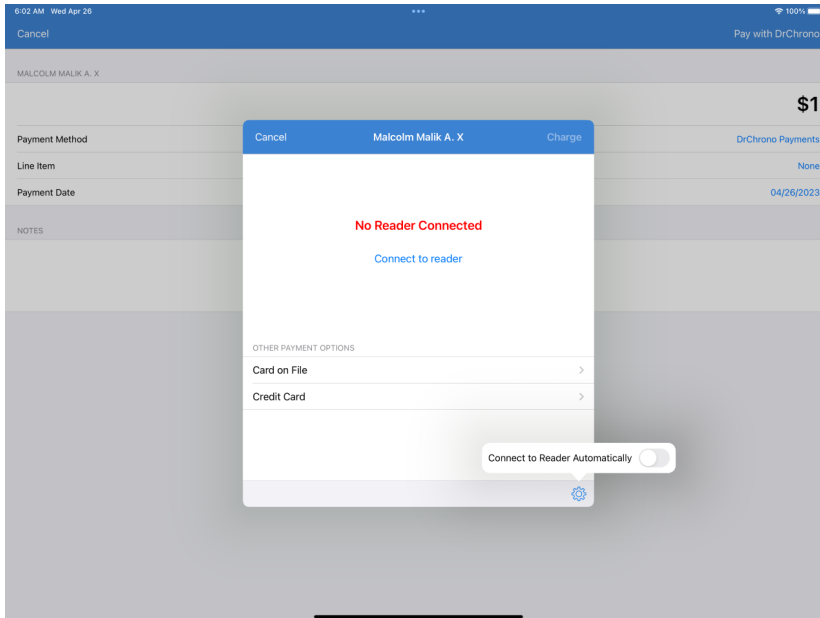 6:02 AM Wed Apr 26 100%
Cancel Pay with DrChrono
MALCOLM MALIK A. X
$1
Payment Method DrChrono Payments
Line Item None
Payment Date 04/26/2023
NOTES
Cancel Malcolm Malik A. X Charge
No Reader Connected
Connect to reader
OTHER PAYMENT OPTIONS
Card on File
Credit Card
Connect to Reader Automatically